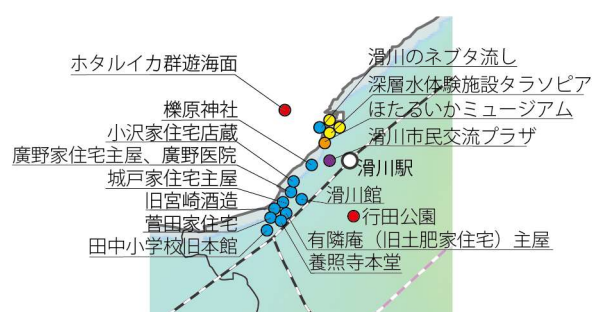 ホタルイカ群遊海面
櫟原神社
小沢家住宅店蔵
廣野家住宅主屋、廣野医院
城戸家住宅主屋
旧宮崎酒造
菅田家住宅
田中小学校旧本館
滑川のネブタ流し
深層水体験施設タラソピア
ほたるいかミュージアム
滑川市民交流プラザ
滑川駅
滑川館
行田公園
有隣庵（旧土肥家住宅）主屋
養照寺本堂